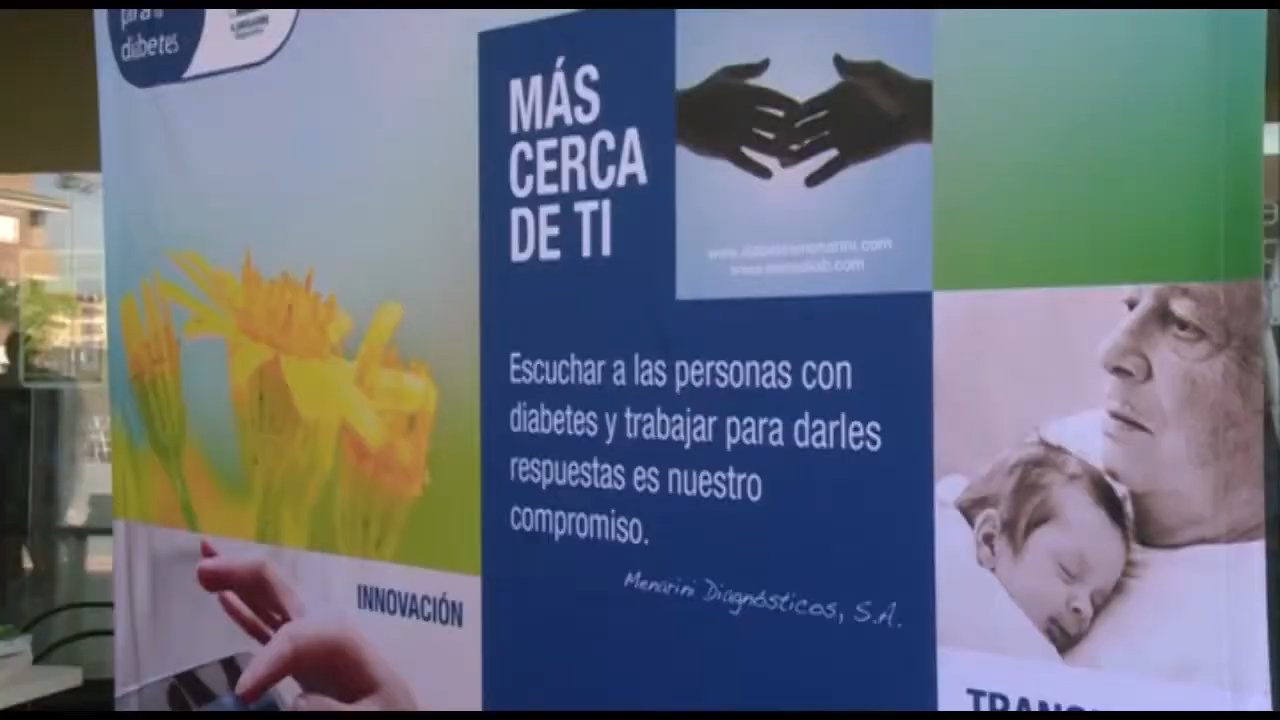 diabetes
MÁS
CERCA
DE TI
Escuchar a las personas con
diabetes y trabajar para darles
respuestas es nuestro
compromiso.
Menarini Diagnósticos, S.A.
INNOVACIÓN